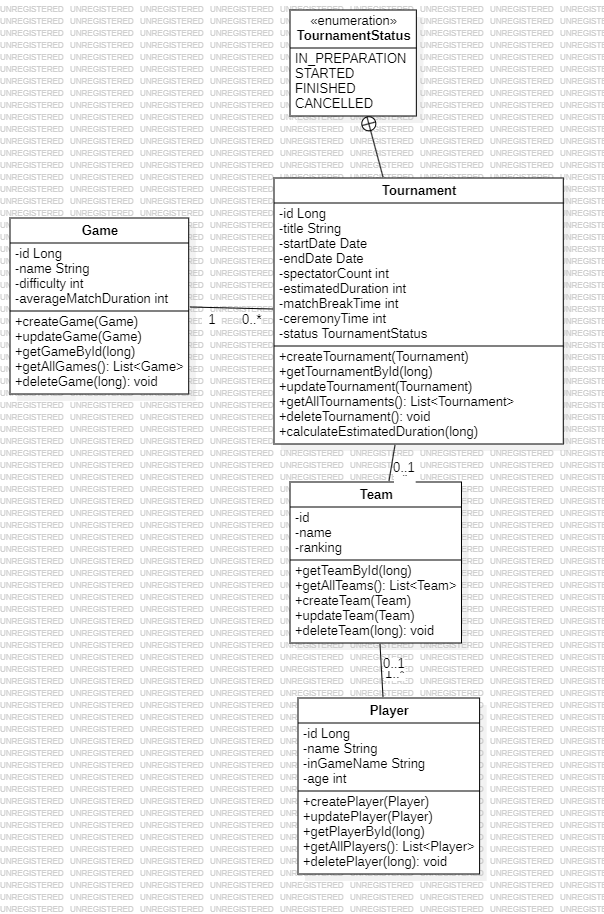 «enumeration»
TournamentStatus
IN_PREPARATION
STARTED
FINISHED
CANCELLED
Tournament
-id Long
-title String
-startDate Date
-endDate Date
-spectatorCount int
-estimatedDuration int
-matchBreakTime int
-ceremonyTime int
-status TournamentStatus
+createTournament(Tournament)
+getTournamentById(long)
+updateTournament(Tournament)
+getAllTournaments(): List<Tournament>
+deleteTournament(): void
+calculateEstimatedDuration(long)
Game
-id Long
-name String
-difficulty int
-averageMatchDuration int
+createGame(Game)
+updateGame(Game)
+getGameById(long)
+getAllGames(): List<Game>
+deleteGame(long): void
1 0..*
0..1
Team
-id
-name
-ranking
+getTeamById(long)
+getAllTeams(): List<Team>
+createTeam(Team)
+updateTeam(Team)
+deleteTeam(long): void
0..1
1..*
Player
-id Long
-name String
-inGameName String
-age int
+createPlayer(Player)
+updatePlayer(Player)
+getPlayerById(long)
+getAllPlayers(): List<Player>
+deletePlayer(long): void
UNREGISTERED